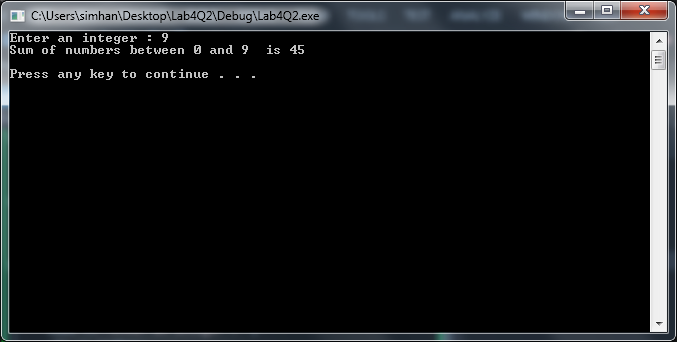 C:\Users\simhan\Desktop\Lab4Q2\Debug\Lab4Q2.exe
Enter an integer : 9
Sum of numbers between 0 and 9  is 45
Press any key to continue . . .